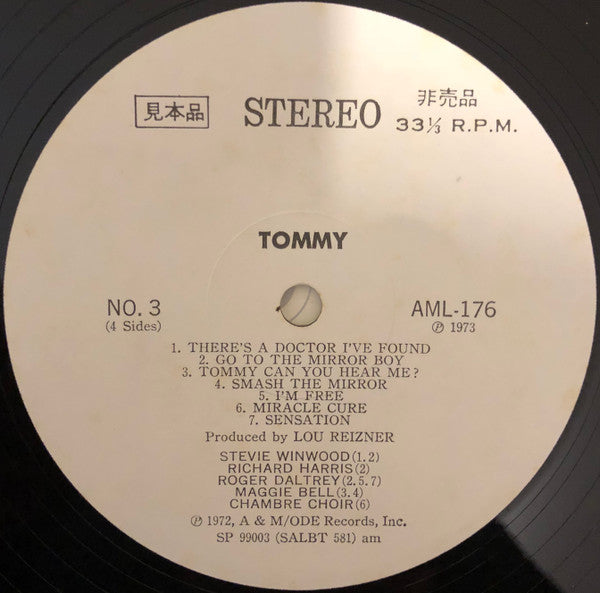 見本品 STEREO 非売品
33⅓ R.P.M.
TOMMY
NO. 3 AML-176
(4 Sides) Ⓟ 1973
1. THERE'S A DOCTOR I'VE FOUND
2. GO TO THE MIRROR BOY
3. TOMMY CAN YOU HEAR ME?
4. SMASH THE MIRROR
5. I'M FREE
6. MIRACLE CURE
7. SENSATION
Produced by LOU REIZNER
STEVIE WINWOOD(1.2)
RICHARD HARRIS(2)
ROGER DALTREY(2.5.7)
MAGGIE BELL(3.4)
CHAMBRE CHOIR(6)
Ⓟ 1972, A & M/ODE Records, Inc.
SP 99003 (SALBT 581) am